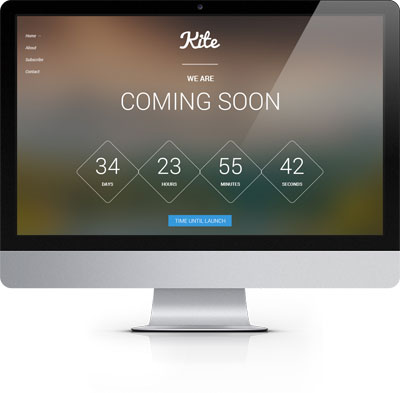 Kite
Home
About
Subscribe
Contact
WE ARE
COMING SOON
34 23 55 42
DAYS HOURS MINUTES SECONDS
TIME UNTIL LAUNCH